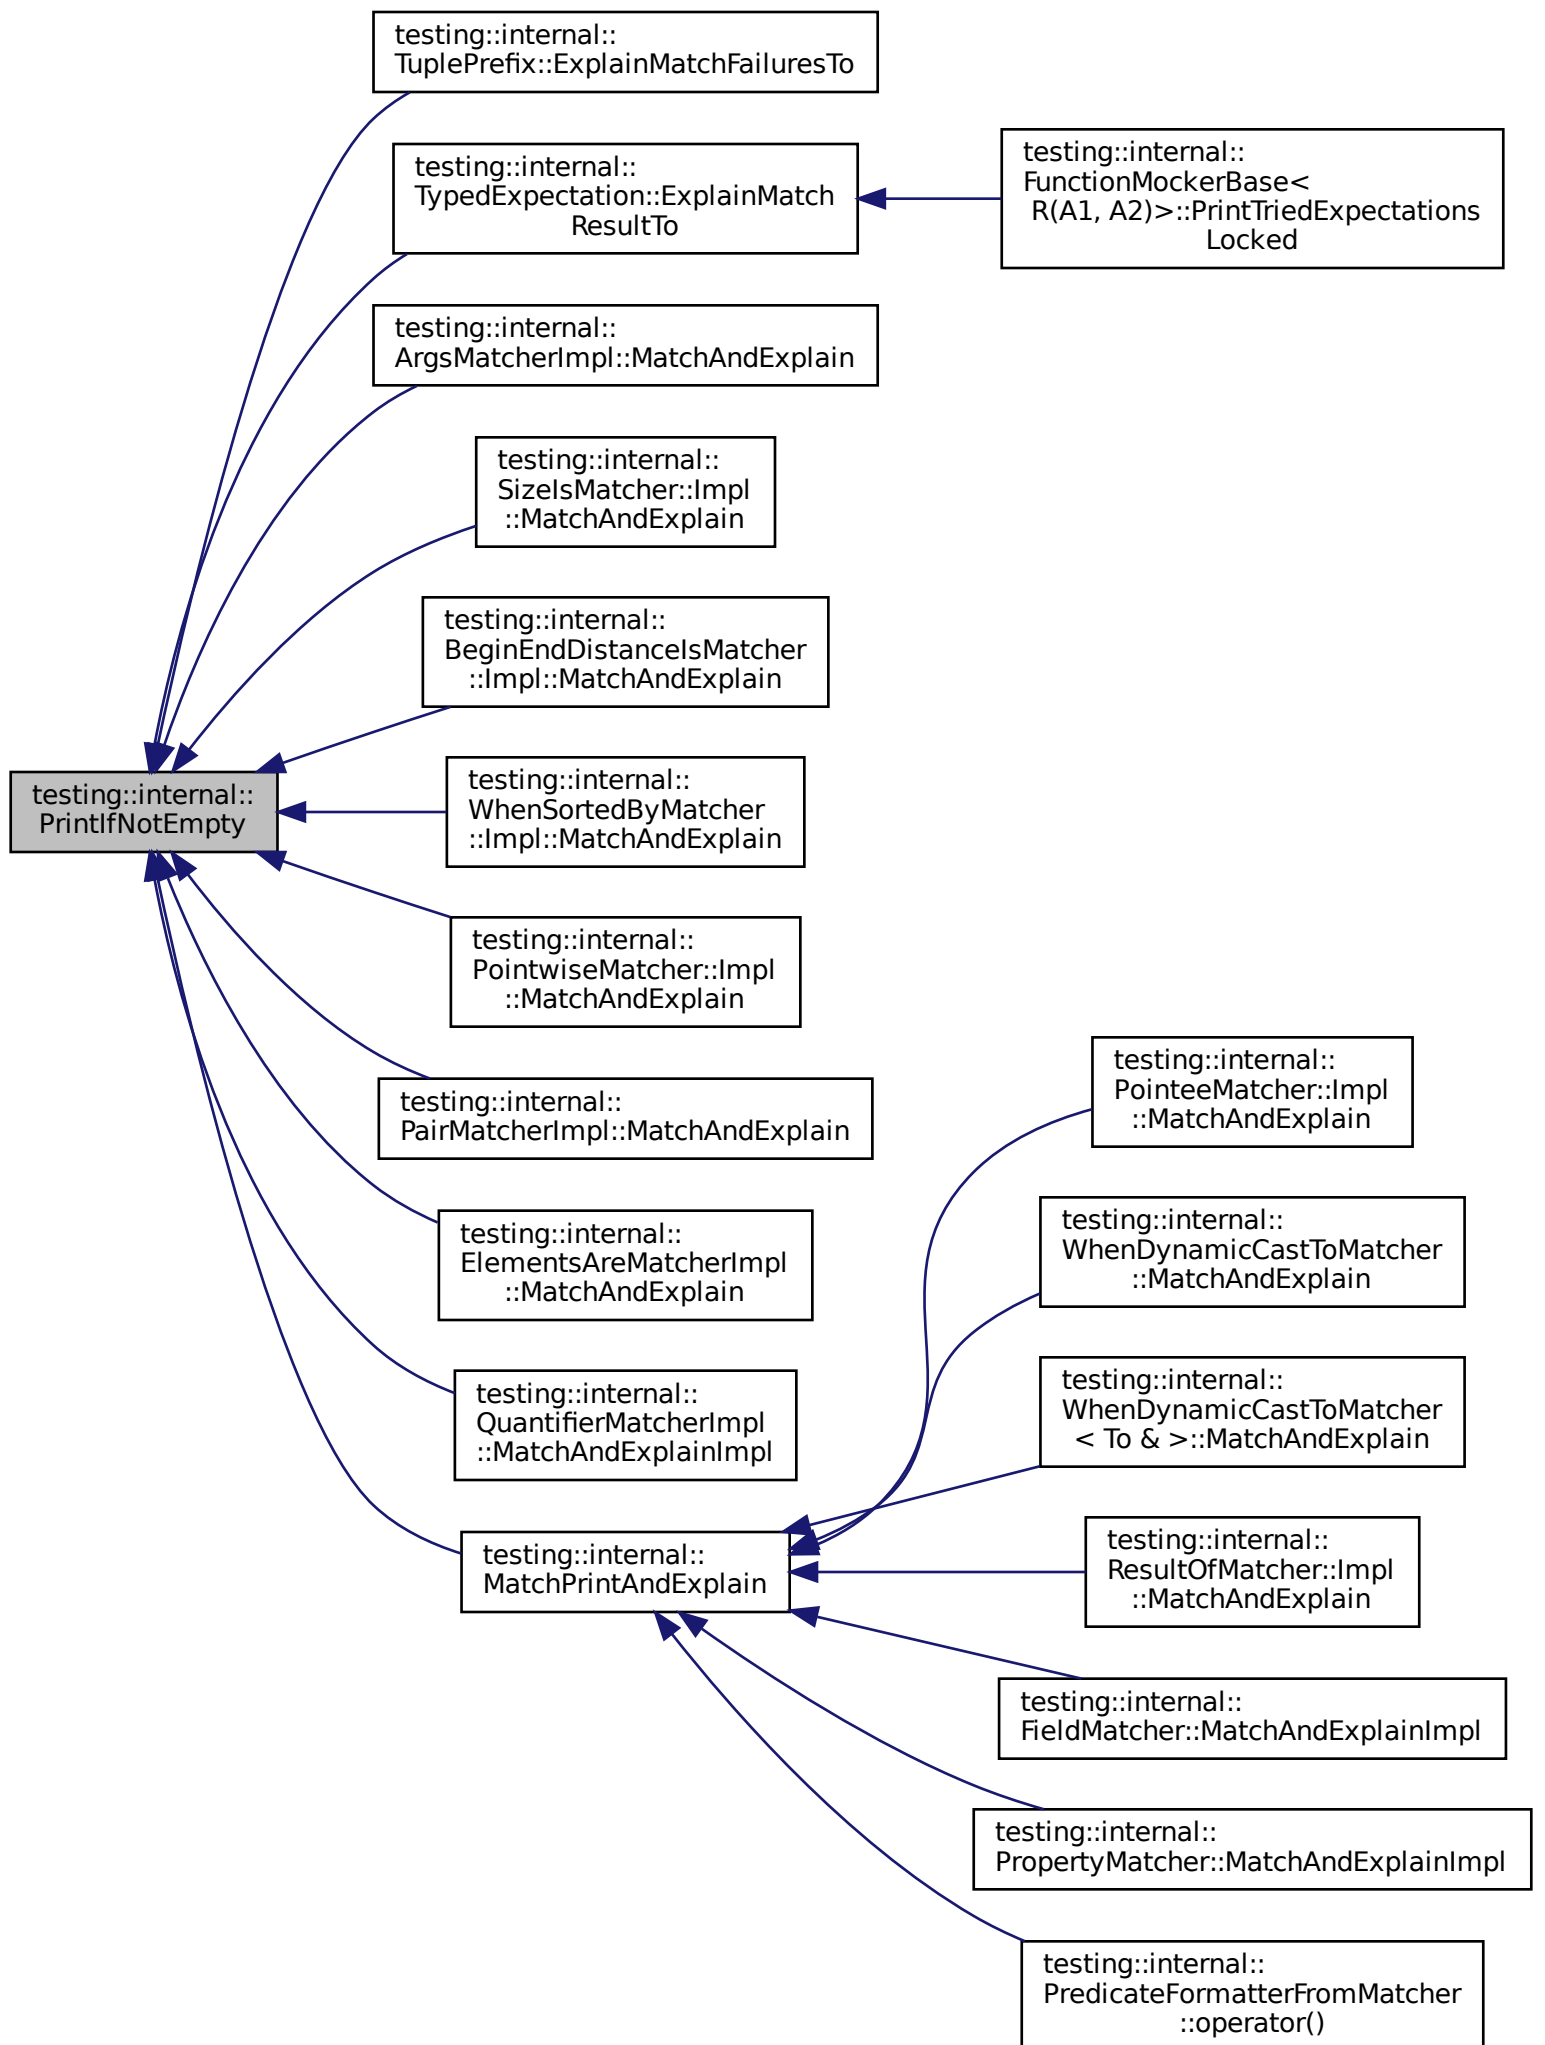 testing::internal::
TuplePrefix::ExplainMatchFailuresTo
testing::internal::
TypedExpectation::ExplainMatch
ResultTo
testing::internal::
FunctionMockerBase<
R(A1, A2)>::PrintTriedExpectations
Locked
testing::internal::
ArgsMatcherImpl::MatchAndExplain
testing::internal::
SizeIsMatcher::Impl
::MatchAndExplain
testing::internal::
BeginEndDistanceIsMatcher
::Impl::MatchAndExplain
testing::internal::
PrintIfNotEmpty
testing::internal::
WhenSortedByMatcher
::Impl::MatchAndExplain
testing::internal::
PointwiseMatcher::Impl
::MatchAndExplain
testing::internal::
PairMatcherImpl::MatchAndExplain
testing::internal::
ElementsAreMatcherImpl
::MatchAndExplain
testing::internal::
QuantifierMatcherImpl
::MatchAndExplainImpl
testing::internal::
MatchPrintAndExplain
testing::internal::
PointeeMatcher::Impl
::MatchAndExplain
testing::internal::
WhenDynamicCastToMatcher
::MatchAndExplain
testing::internal::
WhenDynamicCastToMatcher
< To & >::MatchAndExplain
testing::internal::
ResultOfMatcher::Impl
::MatchAndExplain
testing::internal::
FieldMatcher::MatchAndExplainImpl
testing::internal::
PropertyMatcher::MatchAndExplainImpl
testing::internal::
PredicateFormatterFromMatcher
::operator()